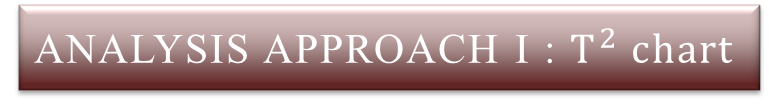 ANALYSIS APPROACH I : T² chart